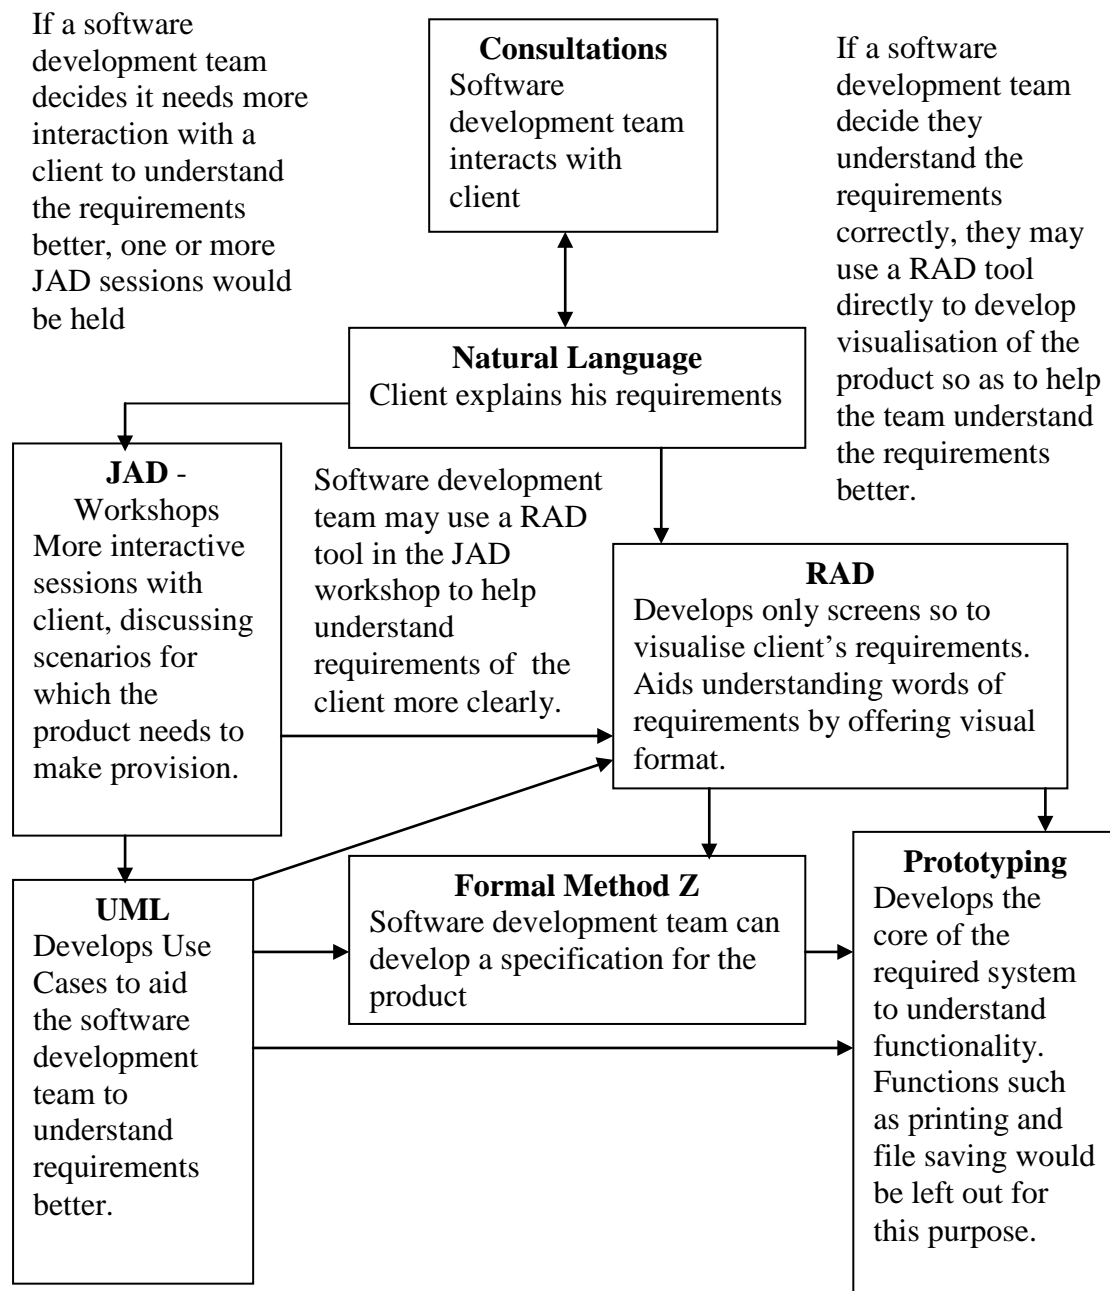 If a software
development team
decides it needs more
interaction with a
client to understand
the requirements
better, one or more
JAD sessions would
be held
Consultations
Software
development team
interacts with
client
If a software
development team
decide they
understand the
requirements
correctly, they may
use a RAD tool
directly to develop
visualisation of the
product so as to help
the team understand
the requirements
better.
Natural Language
Client explains his requirements
JAD -
Workshops
More interactive
sessions with
client, discussing
scenarios for
which the
product needs to
make provision.
Software development
team may use a RAD
tool in the JAD
workshop to help
understand
requirements of the
client more clearly.
RAD
Develops only screens so to
visualise client’s requirements.
Aids understanding words of
requirements by offering visual
format.
UML
Develops Use
Cases to aid
the software
development
team to
understand
requirements
better.
Formal Method Z
Software development team can
develop a specification for the
product
Prototyping
Develops the
core of the
required system
to understand
functionality.
Functions such
as printing and
file saving would
be left out for
this purpose.